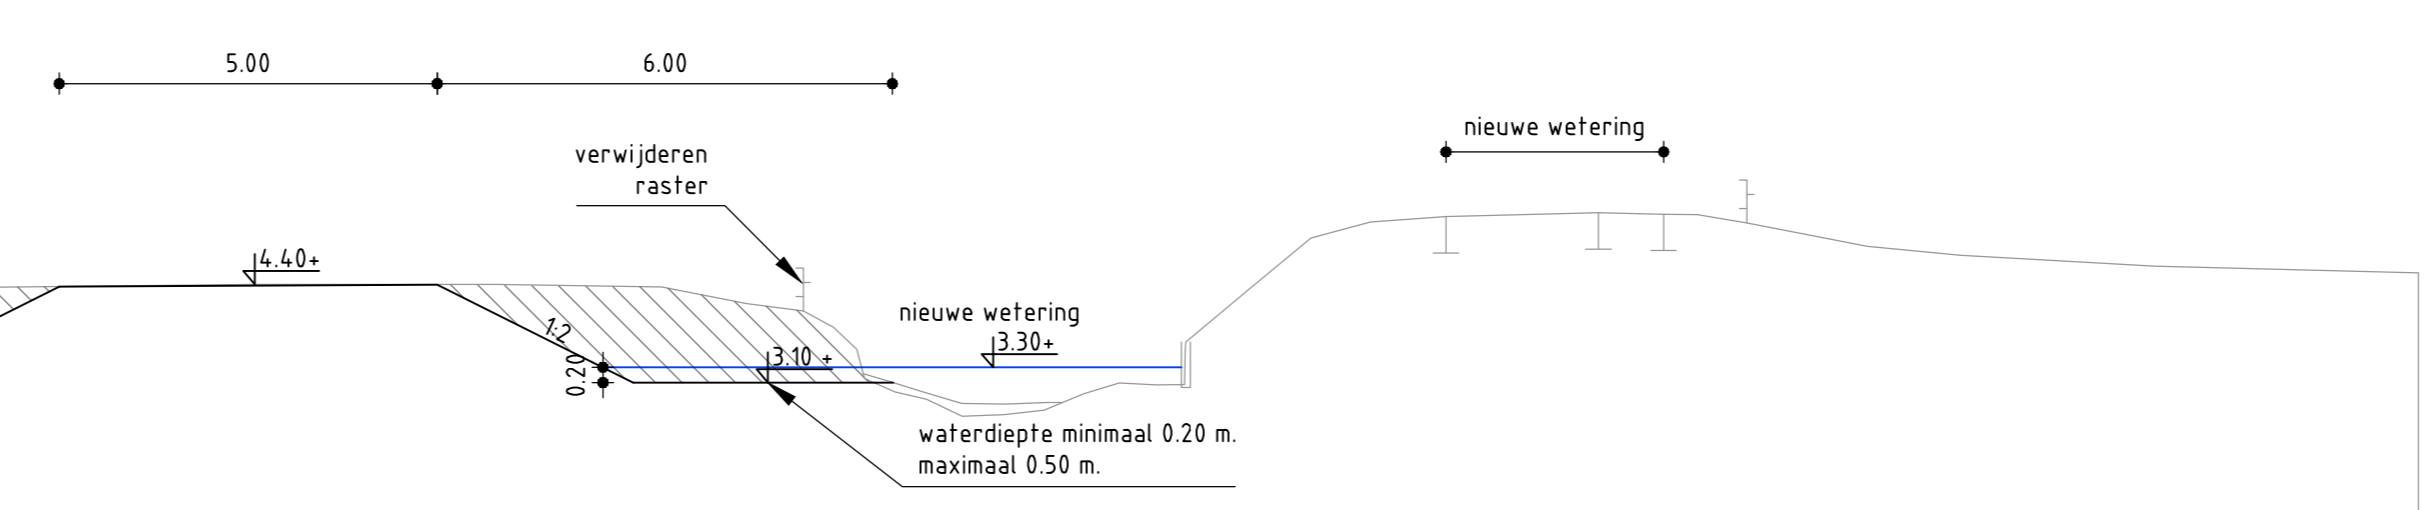 5.00
6.00
nieuwe wetering
verwijderen
raster
4.40+
nieuwe wetering
1:2
3.30+
3.10 +
0.20
waterdiepte minimaal 0.20 m.
maximaal 0.50 m.